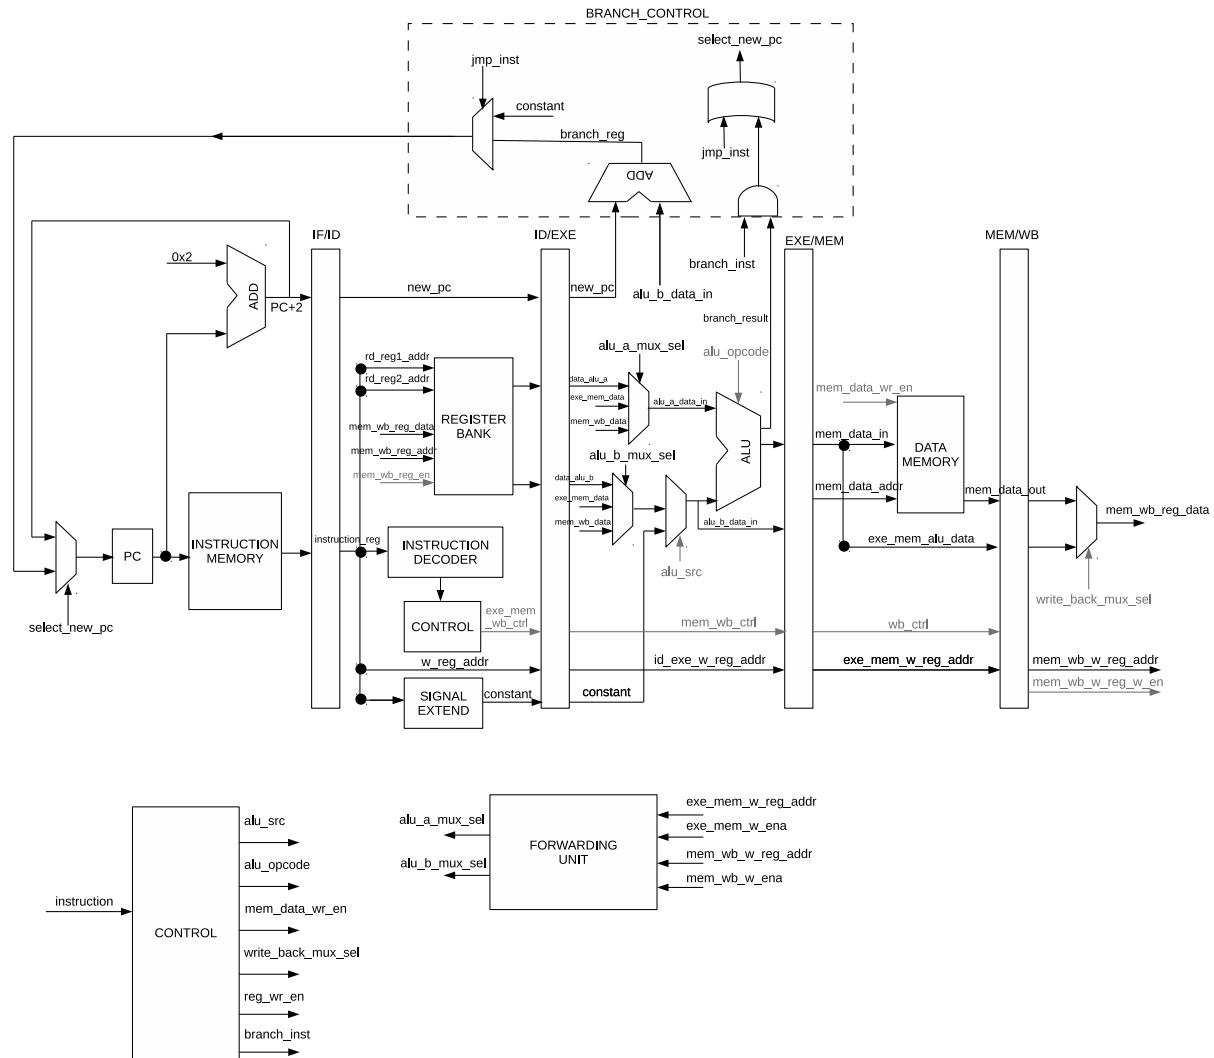 BRANCH_CONTROL
select_new_pc
jmp_inst
constant
branch_reg
ADD
jmp_inst
IF/ID
ID/EXE
EXE/MEM
MEM/WB
0x2
ADD
PC+2
new_pc
new_pc
alu_b_data_in
branch_inst
branch_result
alu_a_mux_sel
alu_opcode
rd_reg1_addr
rd_reg2_addr
REGISTER
BANK
mem_wb_reg_data
mem_wb_reg_addr
mem_wb_reg_en
data_alu_a
exe_mem_data
mem_wb_data
alu_a_data_in
alu_b_mux_sel
data_alu_b
exe_mem_data
mem_wb_data
alu_b_data_in
alu_src
ALU
mem_data_wr_en
mem_data_in
DATA
MEMORY
mem_data_addr
mem_data_out
mem_wb_reg_data
exe_mem_alu_data
write_back_mux_sel
PC
INSTRUCTION
MEMORY
select_new_pc
instruction_reg
INSTRUCTION
DECODER
CONTROL
exe_mem
_wb_ctrl
mem_wb_ctrl
wb_ctrl
w_reg_addr
id_exe_w_reg_addr
exe_mem_w_reg_addr
mem_wb_w_reg_addr
mem_wb_w_reg_w_en
SIGNAL
EXTEND
constant
constant
instruction
CONTROL
alu_src
alu_opcode
mem_data_wr_en
write_back_mux_sel
reg_wr_en
branch_inst
alu_a_mux_sel
alu_b_mux_sel
FORWARDING
UNIT
exe_mem_w_reg_addr
exe_mem_w_ena
mem_wb_w_reg_addr
mem_wb_w_ena